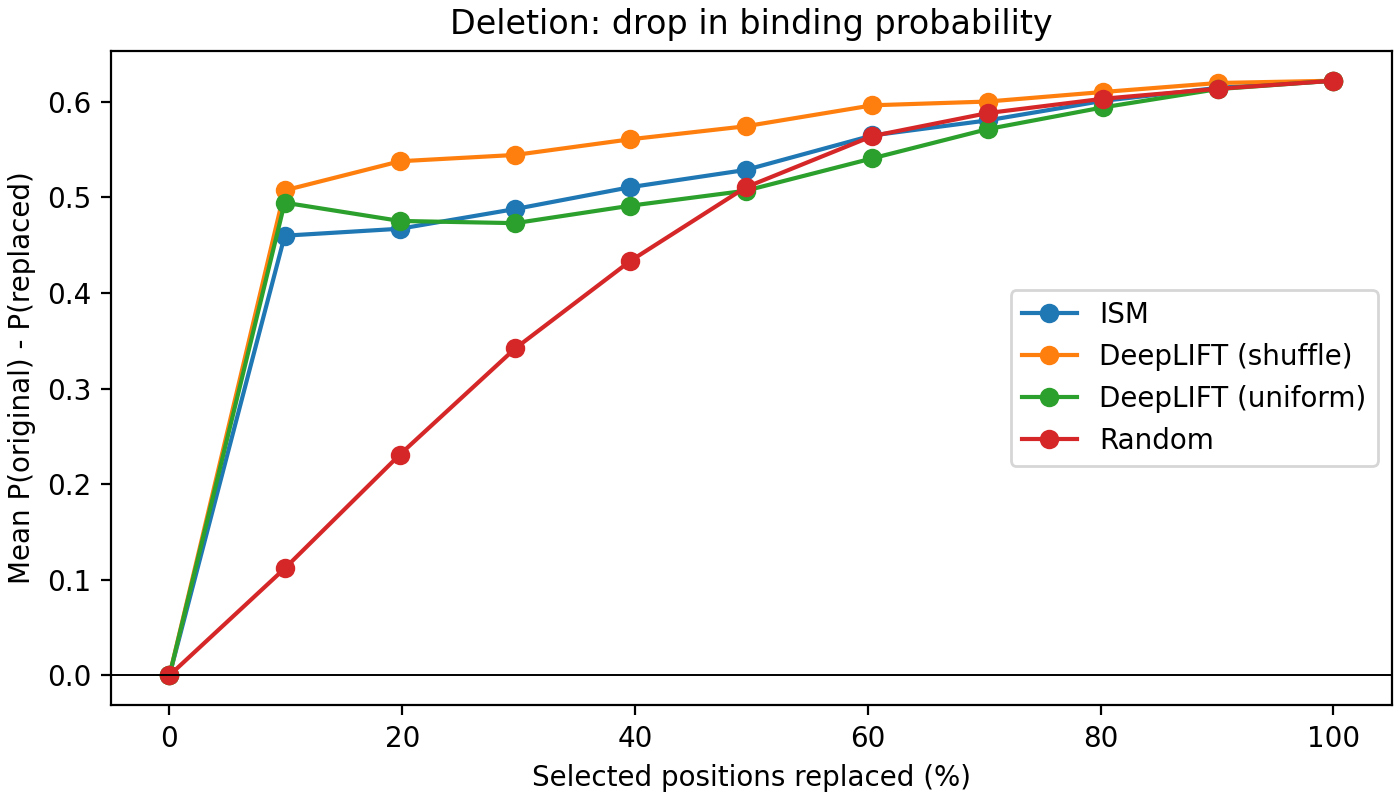 Deletion: drop in binding probability
Mean P(original) - P(replaced)
0.6
0.5
0.4
0.3
0.2
0.1
0.0
ISM
DeepLIFT (shuffle)
DeepLIFT (uniform)
Random
0 20 40 60 80 100
Selected positions replaced (%)